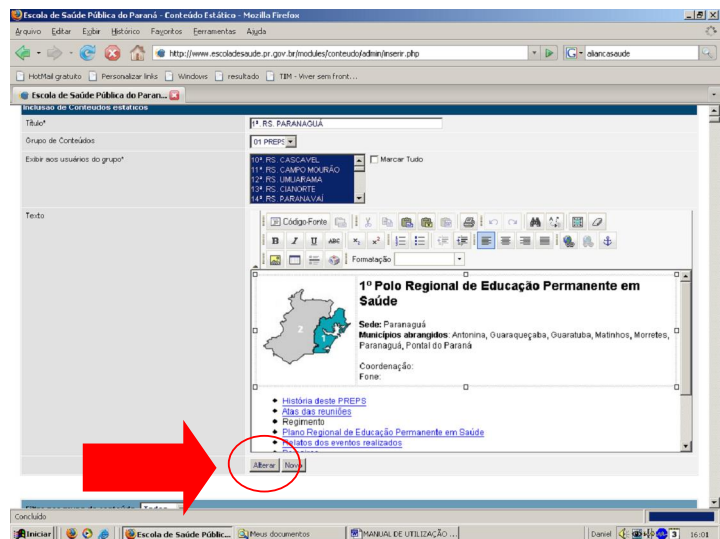 Escola de Saúde Pública do Paraná - Conteúdo Estático - Mozilla Firefox
Arquivo Editar Exibir Histórico Favoritos Ferramentas Ajuda
http://www.escoladesaude.pr.gov.br/modules/conteudo/admin/inserir.php
aliancasaude
HotMail gratuito Personalizar links Windows resultado TIM - Viver sem front...
Escola de Saúde Pública do Paran...
Inclusão de Conteúdos estáticos
Título*
1ª. RS. PARANAGUÁ
Grupo de Conteúdos
01 PREPS
Exibir aos usuários do grupo*
10ª. RS. CASCAVEL
Marcar Tudo
11ª. RS. CAMPO MOURÃO
12ª. RS. UMUARAMA
13ª. RS. CIANORTE
14ª. RS. PARANAVAÍ
Texto
Código-Fonte
B I U ABC x₂ x²
Formatação
1º Polo Regional de Educação Permanente em
Saúde
2
1
Sede: Paranaguá
Municípios abrangidos: Antonina, Guaraqueçaba, Guaratuba, Matinhos, Morretes,
Paranaguá, Pontal do Paraná
Coordenação:
Fone:
História deste PREPS
Atas das reuniões
Regimento
Plano Regional de Educação Permanente em Saúde
Relatos dos eventos realizados
Alterar Novo
Concluído
Iniciar
Escola de Saúde Públic...
Meus documentos
MANUAL DE UTILIZAÇÃO ...
Daniel
3
16:01